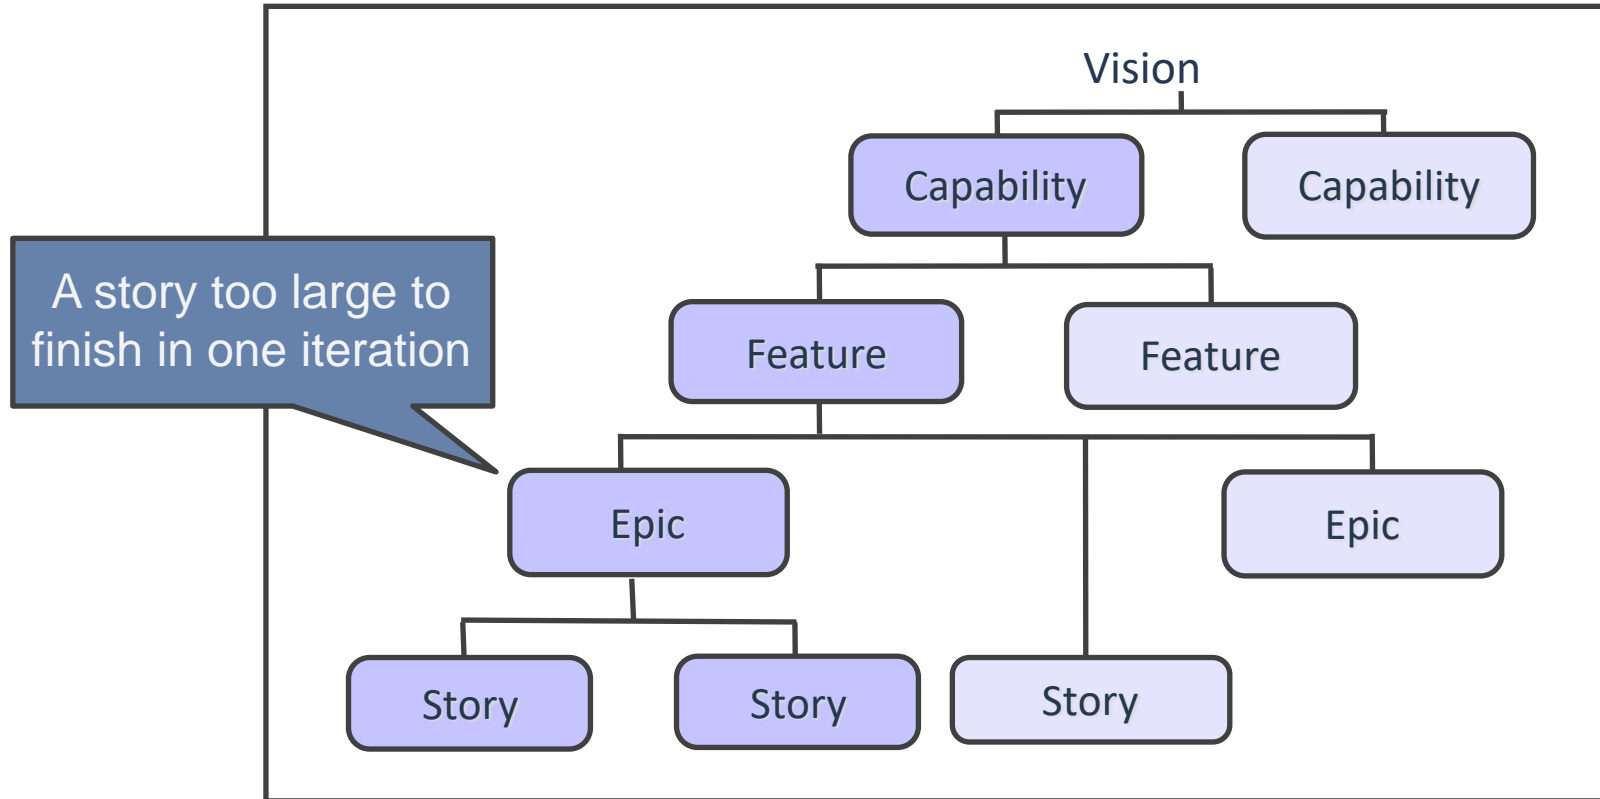 Vision
Capability
Capability
A story too large to
finish in one iteration
Feature
Feature
Epic
Epic
Story
Story
Story